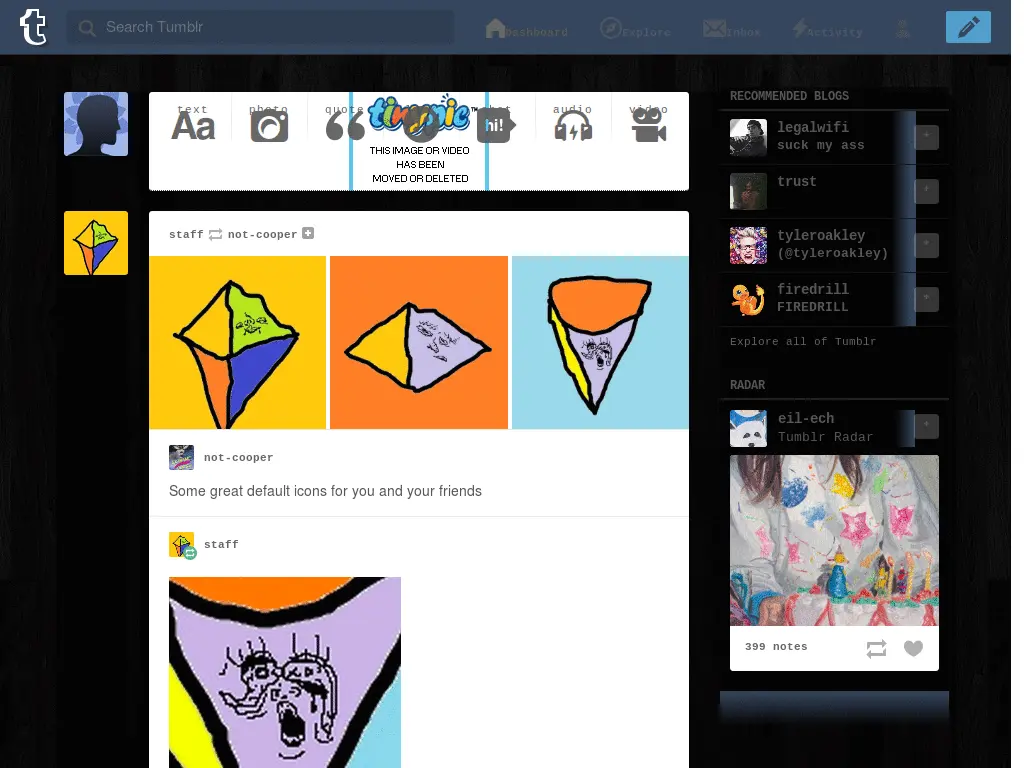 t
Search Tumblr
Dashboard
Explore
Inbox
Activity
text
photo
quote
chat
audio
video
Aa
tinypic™
hi!
THIS IMAGE OR VIDEO
HAS BEEN
MOVED OR DELETED
staff not-cooper
not-cooper
Some great default icons for you and your friends
staff
RECOMMENDED BLOGS
legalwifi
suck my ass
trust
tyleroakley
(@tyleroakley)
firedrill
FIREDRILL
Explore all of Tumblr
RADAR
eil-ech
Tumblr Radar
399 notes